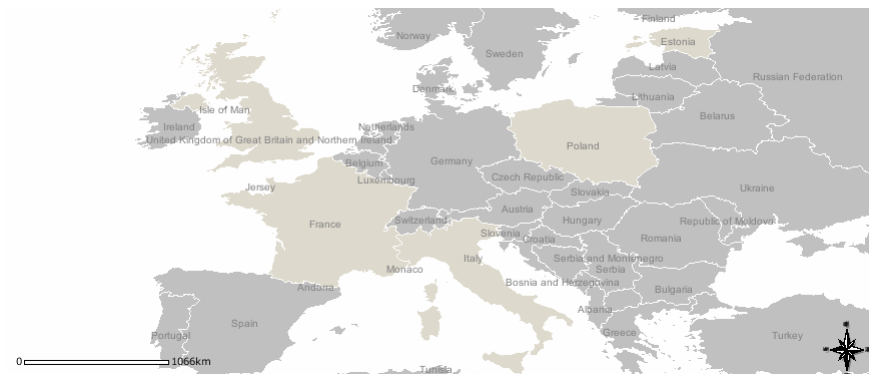 Finland
Norway
Estonia
Sweden
Latvia
Russian Federation
Denmark
Lithuania
Isle of Man
Belarus
Ireland
Netherlands
United Kingdom of Great Britain and Northern Ireland
Poland
Belgium
Germany
Czech Republic
Luxembourg
Jersey
Slovakia
Ukraine
Austria
France
Switzerland
Hungary
Republic of Moldova
Slovenia
Croatia
Romania
Italy
Serbia and Montenegro
Monaco
Serbia
Andorra
Bosnia and Herzegovina
Bulgaria
Albania
Spain
Portugal
Greece
Turkey
0
1066km
Tunisia